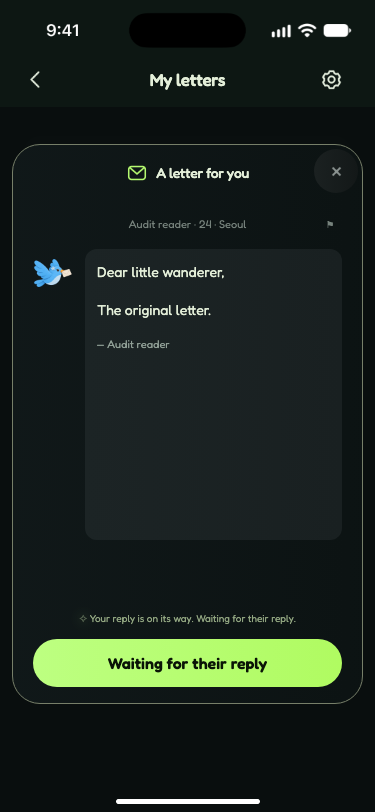 9:41
My letters
A letter for you
Audit reader · 24 · Seoul
Dear little wanderer,
The original letter.
— Audit reader
✧ Your reply is on its way. Waiting for their reply.
Waiting for their reply